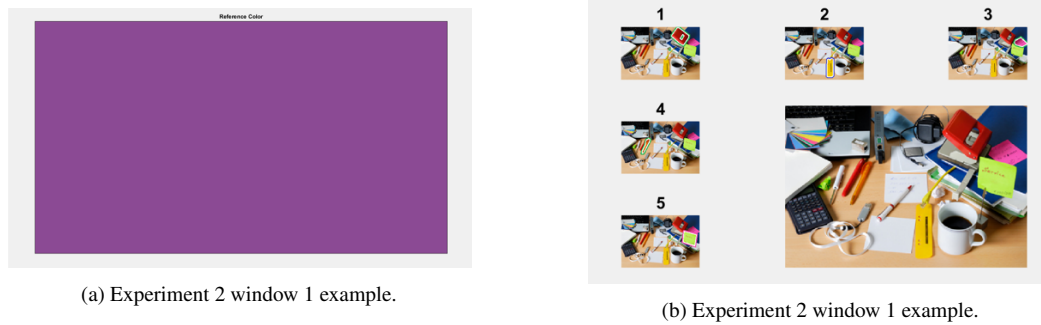 Reference Color
(a) Experiment 2 window 1 example.
1
2
3
4
5
(b) Experiment 2 window 1 example.